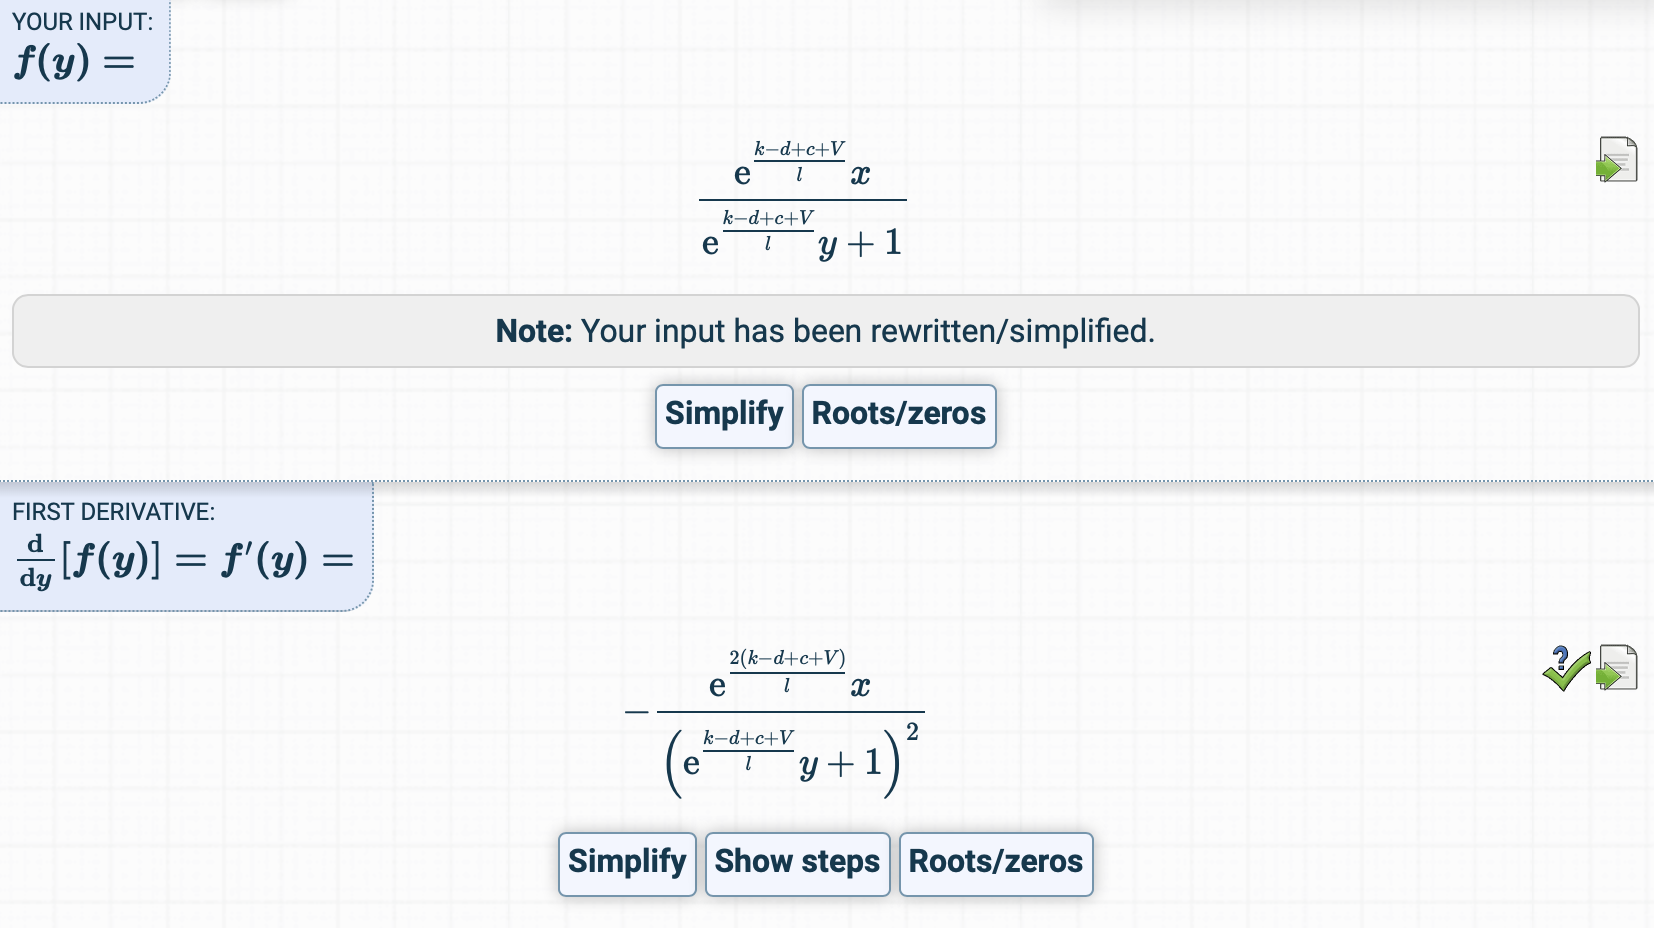 YOUR INPUT:
f(y) =
e^{\frac{k-d+c+V}{l}} x
e^{\frac{k-d+c+V}{l}} y + 1
Note: Your input has been rewritten/simplified.
Simplify Roots/zeros
FIRST DERIVATIVE:
\frac{d}{dy}[f(y)] = f′(y) =
−\frac{e^{\frac{2(k-d+c+V)}{l}} x}{\left(e^{\frac{k-d+c+V}{l}} y + 1\right)^2}
?
Simplify Show steps Roots/zeros